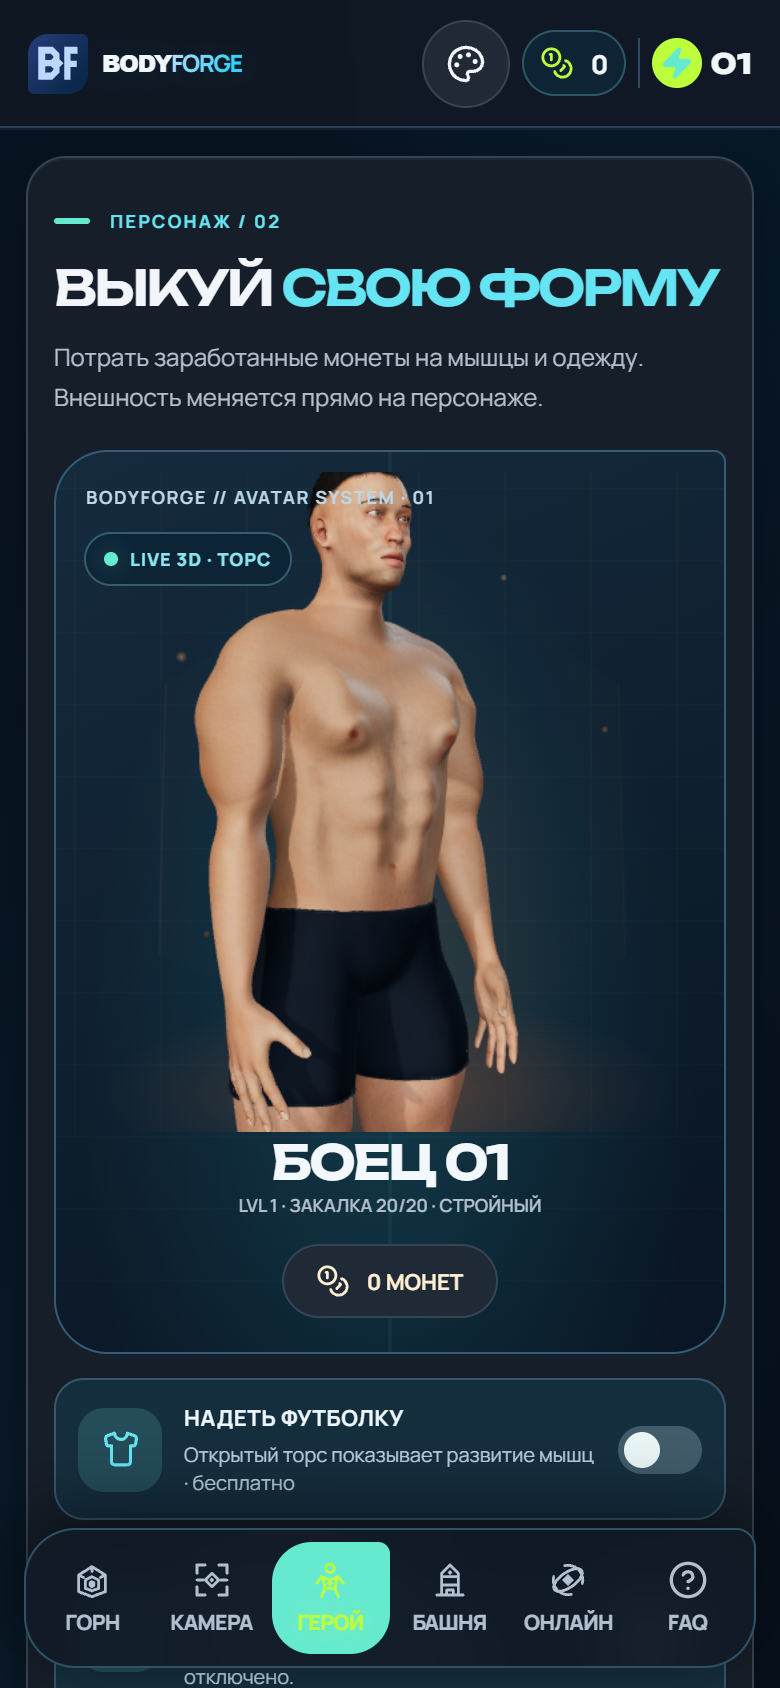 BF BODYFORGE
0
01
ПЕРСОНАЖ / 02
ВЫКУЙ СВОЮ ФОРМУ
Потрать заработанные монеты на мышцы и одежду.
Внешность меняется прямо на персонаже.
BODYFORGE // AVATAR SYSTEM · 01
LIVE 3D · ТОРС
БОЕЦ 01
LVL 1 · ЗАКАЛКА 20/20 · СТРОЙНЫЙ
0 МОНЕТ
НАДЕТЬ ФУТБОЛКУ
Открытый торс показывает развитие мышц
· бесплатно
ГОРН
КАМЕРА
ГЕРОЙ
БАШНЯ
ОНЛАЙН
FAQ
отключено.